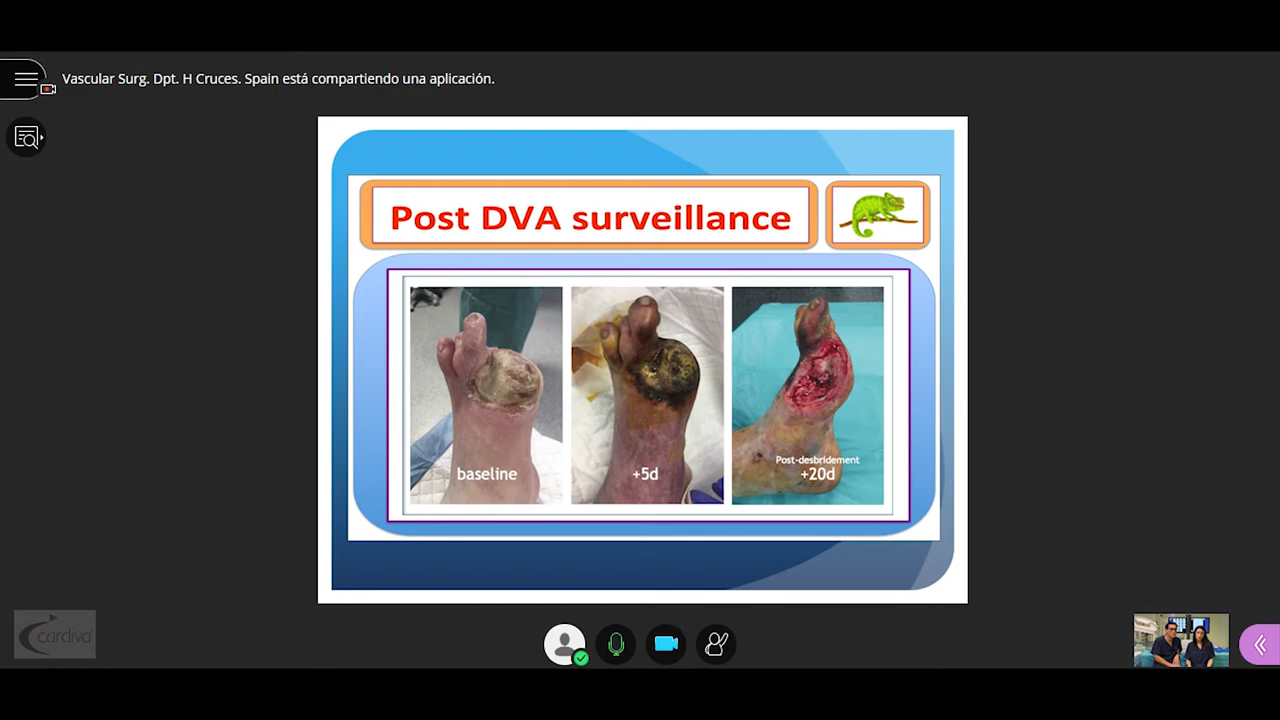 Vascular Surg. Dpt. H Cruces. Spain está compartiendo una aplicación.
Post DVA surveillance
baseline
+5d
Post-desbridement
+20d
cardiva